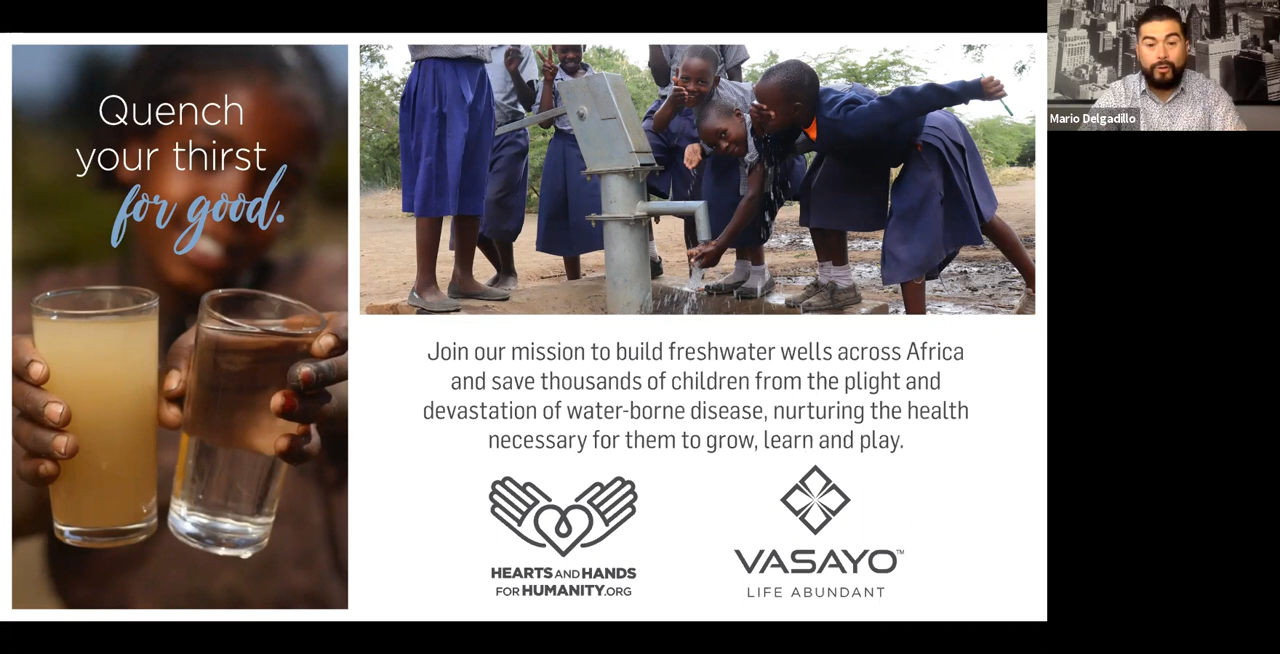 Quench
your thirst
for good.
Join our mission to build freshwater wells across Africa
and save thousands of children from the plight and
devastation of water-borne disease, nurturing the health
necessary for them to grow, learn and play.
HEARTS AND HANDS
FOR HUMANITY.ORG
VASAYO™
LIFE ABUNDANT
Mario Delgadillo